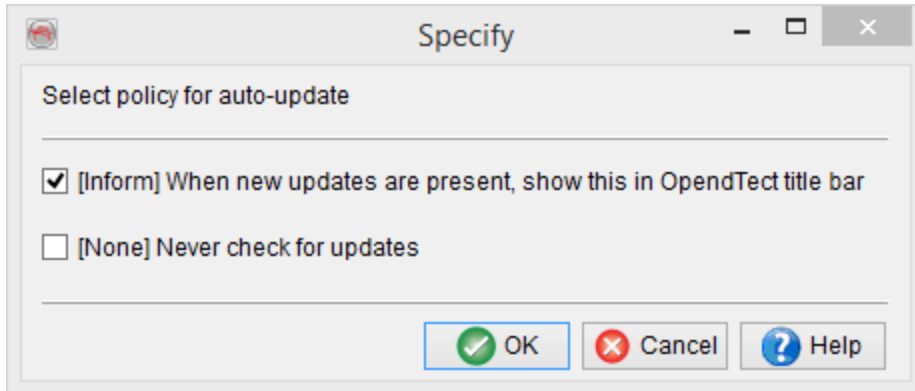 Specify
Select policy for auto-update
[Inform] When new updates are present, show this in OpendTect title bar
[None] Never check for updates
OK Cancel Help